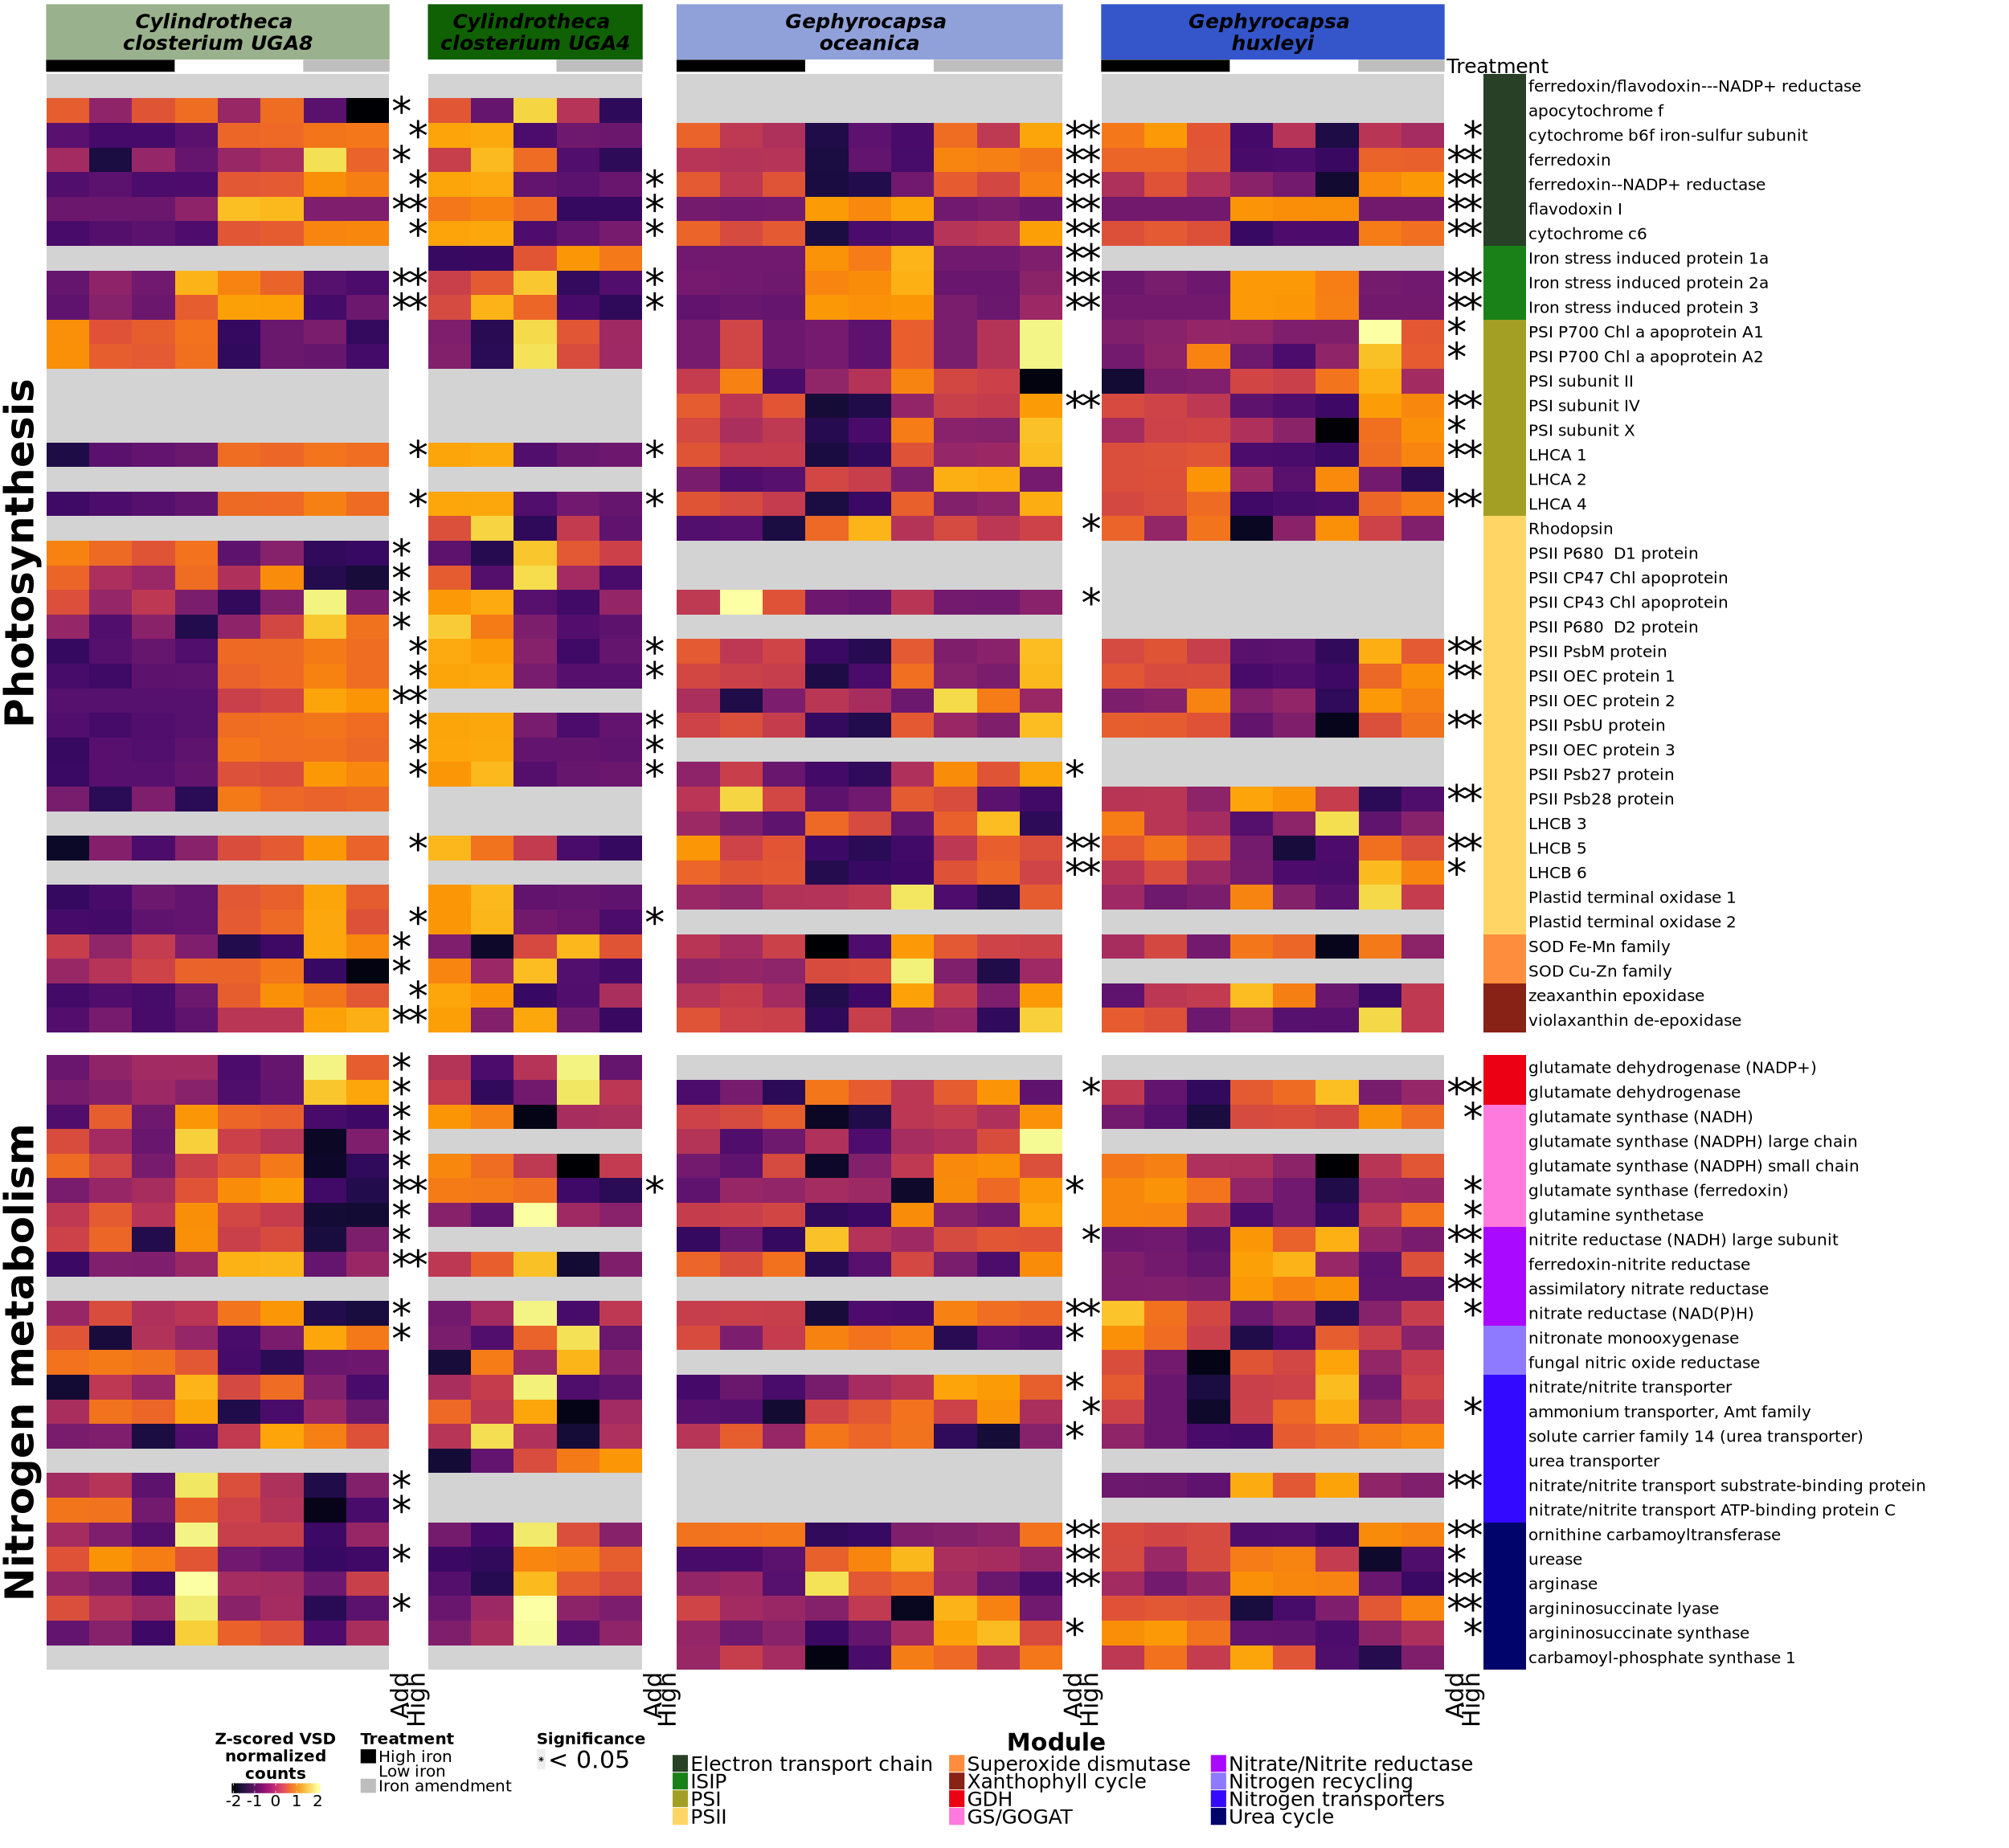 Cylindrotheca
closterium UGA8
Cylindrotheca
closterium UGA4
Gephyrocapsa
oceanica
Gephyrocapsa
huxleyi
Treatment
Photosynthesis
ferredoxin/flavodoxin---NADP+ reductase
apocytochrome f
cytochrome b6f iron-sulfur subunit
ferredoxin
ferredoxin--NADP+ reductase
flavodoxin I
cytochrome c6
Iron stress induced protein 1a
Iron stress induced protein 2a
Iron stress induced protein 3
PSI P700 Chl a apoprotein A1
PSI P700 Chl a apoprotein A2
PSI subunit II
PSI subunit IV
PSI subunit X
LHCA 1
LHCA 2
LHCA 4
Rhodopsin
PSII P680  D1 protein
PSII CP47 Chl apoprotein
PSII CP43 Chl apoprotein
PSII P680  D2 protein
PSII PsbM protein
PSII OEC protein 1
PSII OEC protein 2
PSII PsbU protein
PSII OEC protein 3
PSII Psb27 protein
PSII Psb28 protein
LHCB 3
LHCB 5
LHCB 6
Plastid terminal oxidase 1
Plastid terminal oxidase 2
SOD Fe-Mn family
SOD Cu-Zn family
zeaxanthin epoxidase
violaxanthin de-epoxidase
Nitrogen metabolism
glutamate dehydrogenase (NADP+)
glutamate dehydrogenase
glutamate synthase (NADH)
glutamate synthase (NADPH) large chain
glutamate synthase (NADPH) small chain
glutamate synthase (ferredoxin)
glutamine synthetase
nitrite reductase (NADH) large subunit
ferredoxin-nitrite reductase
assimilatory nitrate reductase
nitrate reductase (NAD(P)H)
nitronate monooxygenase
fungal nitric oxide reductase
nitrate/nitrite transporter
ammonium transporter, Amt family
solute carrier family 14 (urea transporter)
urea transporter
nitrate/nitrite transport substrate-binding protein
nitrate/nitrite transport ATP-binding protein C
ornithine carbamoyltransferase
urease
arginase
argininosuccinate lyase
argininosuccinate synthase
carbamoyl-phosphate synthase 1
Add
High
Add
High
Add
High
Add
High
Z-scored VSD
normalized
counts
-2 -1 0 1 2
Treatment
High iron
Low iron
Iron amendment
Significance
* < 0.05
Module
Electron transport chain
ISIP
PSI
PSII
Superoxide dismutase
Xanthophyll cycle
GDH
GS/GOGAT
Nitrate/Nitrite reductase
Nitrogen recycling
Nitrogen transporters
Urea cycle